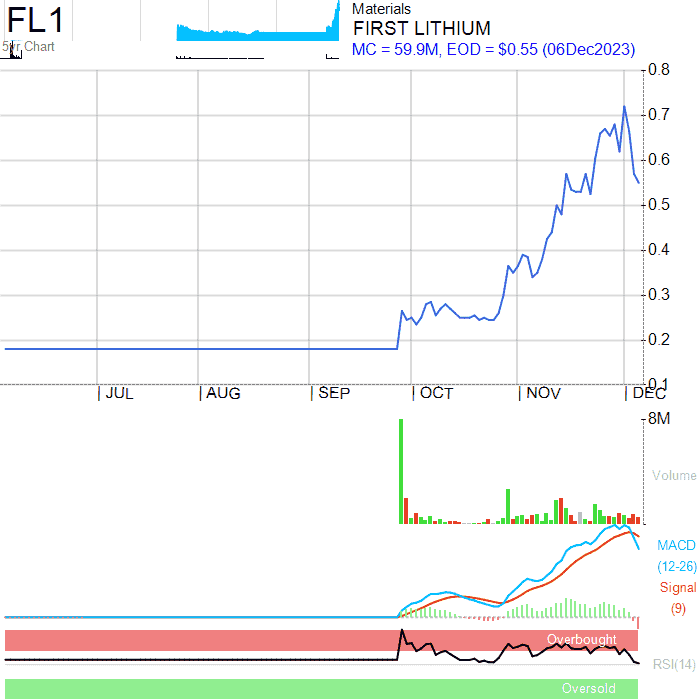 FL1
5yr Chart
Materials
FIRST LITHIUM
MC = 59.9M, EOD = $0.55 (06Dec2023)
0.8
0.7
0.6
0.5
0.4
0.3
0.2
0.1
JUL AUG SEP OCT NOV DEC
8M
Volume
MACD
(12-26)
Signal
(9)
Overbought
RSI(14)
Oversold